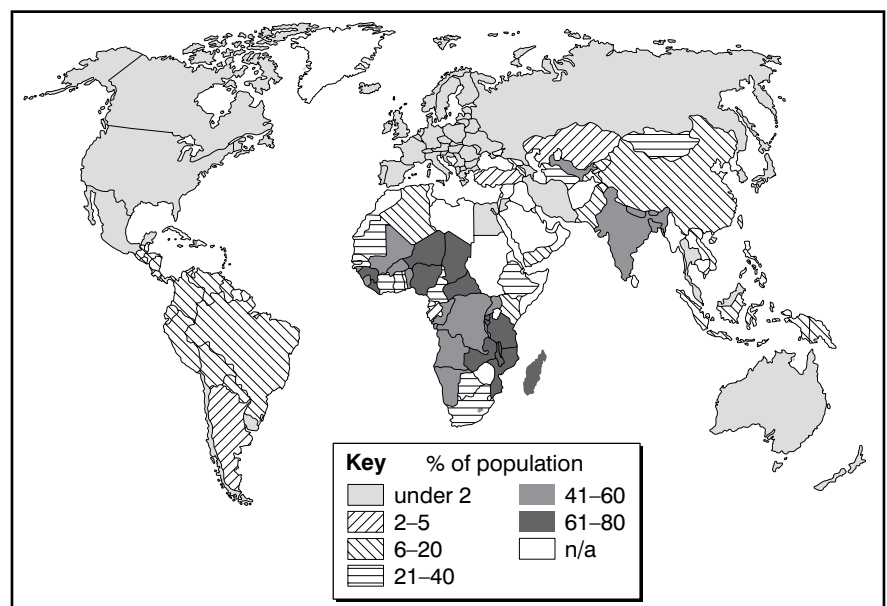 Key % of population
under 2
2–5
6–20
21–40
41–60
61–80
n/a